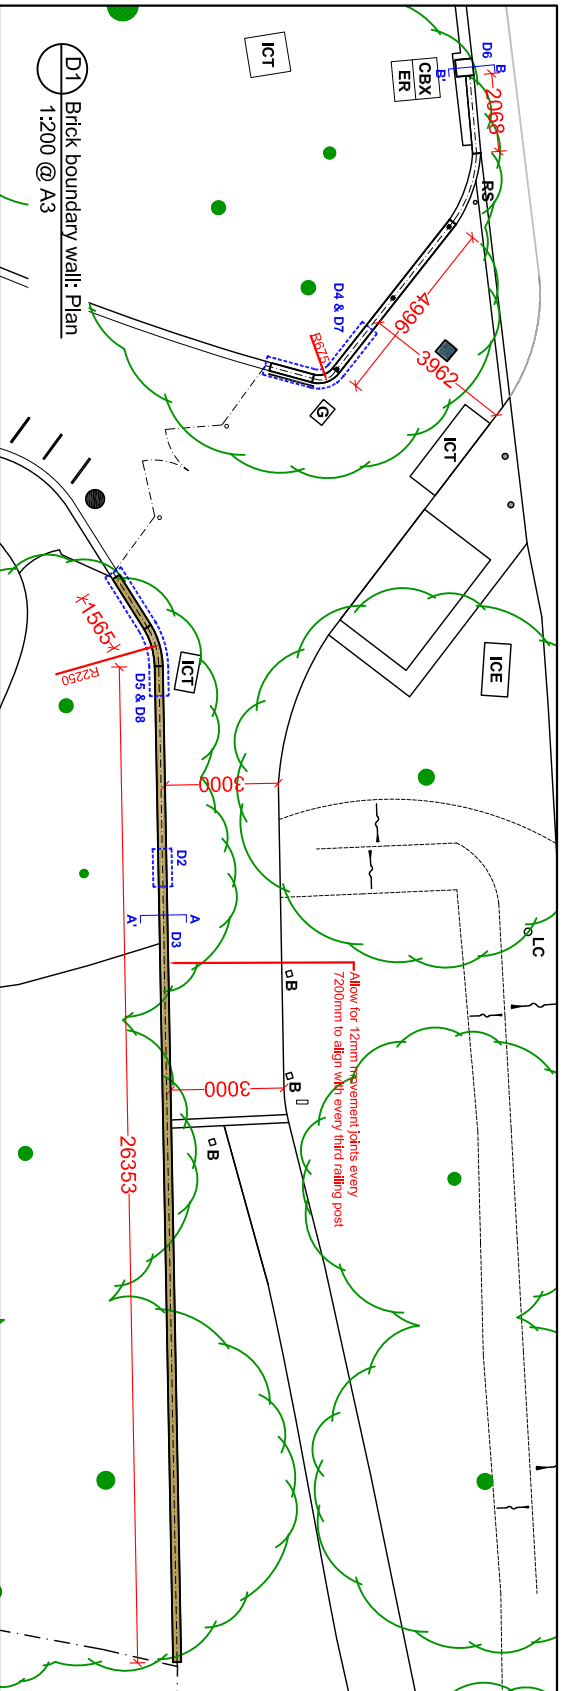 D6
B
B'
2068
CBX
ER
ICT
RS
D4 & D7
4996
3962
R675
G
ICT
D1
Brick boundary wall: Plan
1:200 @ A3
1565
R2250
D5 & D8
ICT
ICE
3000
D2
A
A'
D3
LC
B
Allow for 12mm movement joints every
7200mm to align with every third railing post
B
3000
B
26353